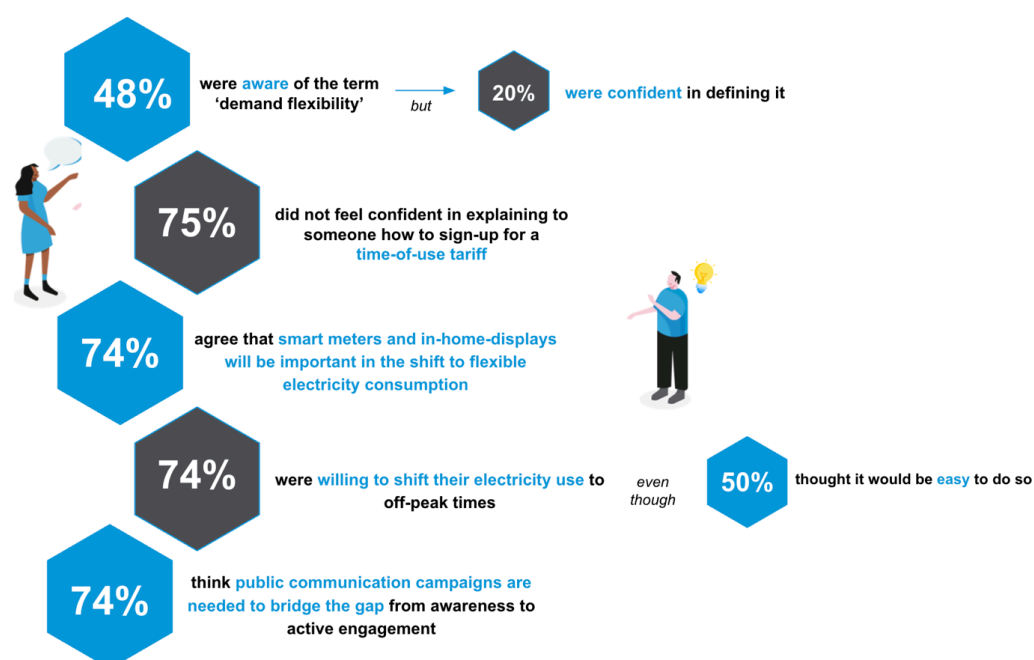 48%
were aware of the term
‘demand flexibility’
but
20%
were confident in defining it
75%
did not feel confident in explaining to
someone how to sign-up for a
time-of-use tariff
74%
agree that smart meters and in-home-displays
will be important in the shift to flexible
electricity consumption
74%
were willing to shift their electricity use to
off-peak times
even
though
50%
thought it would be easy to do so
74%
think public communication campaigns are
needed to bridge the gap from awareness to
active engagement